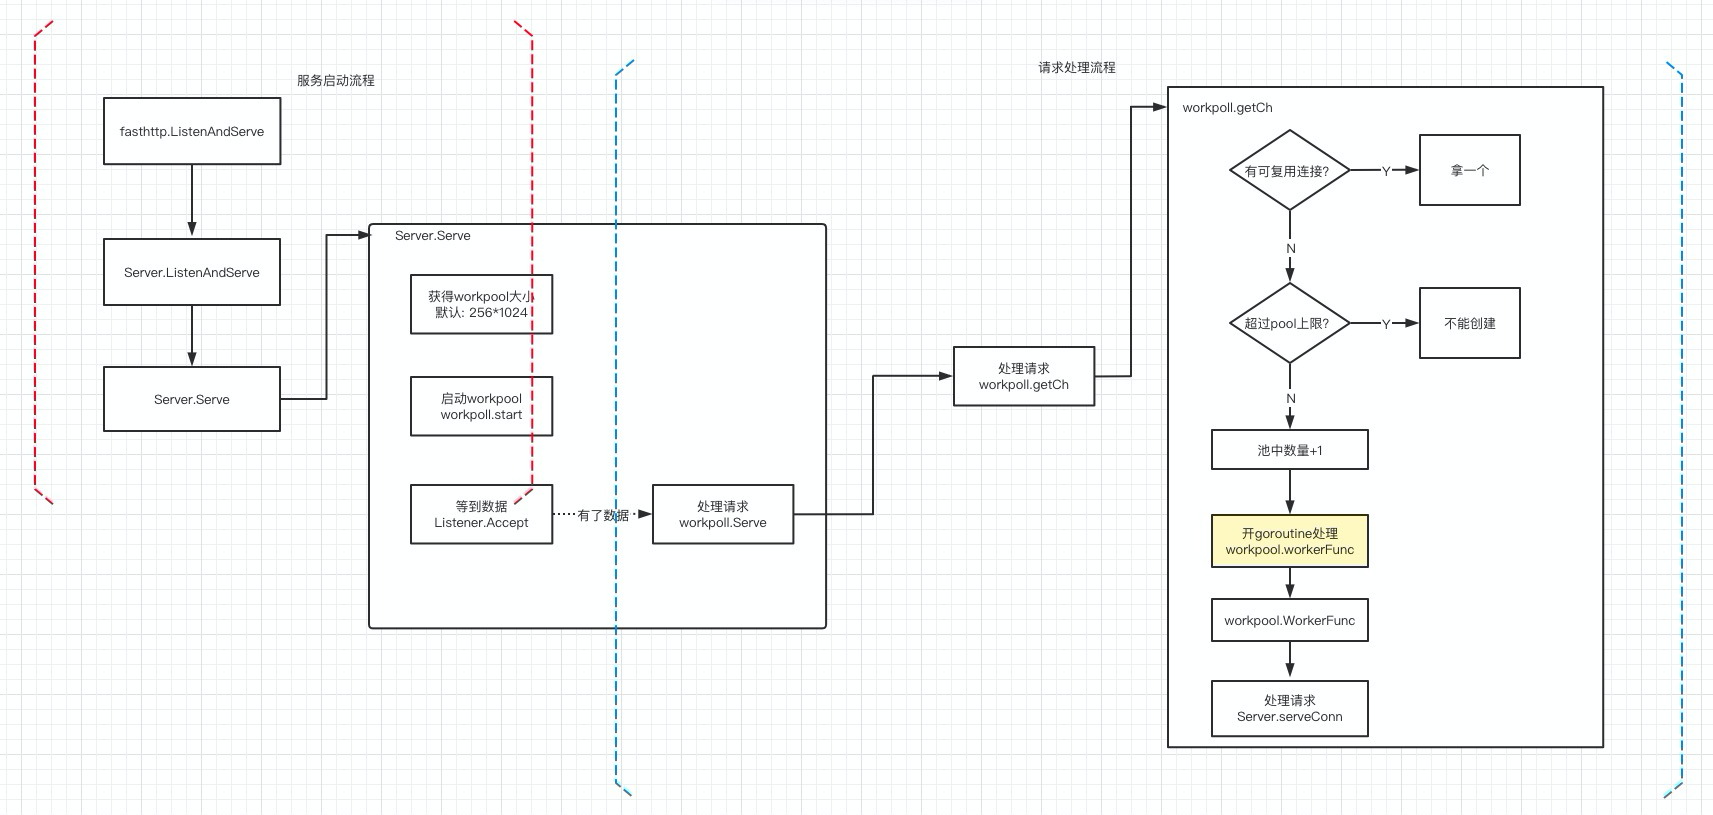 服务启动流程
fasthttp.ListenAndServe
Server.ListenAndServe
Server.Serve
Server.Serve
获得workpool大小
默认: 256*1024
启动workpool
workpoll.start
等到数据
Listener.Accept
有了数据
处理请求
workpoll.Serve
请求处理流程
处理请求
workpoll.getCh
workpoll.getCh
有可复用连接?
Y
拿一个
N
超过pool上限?
Y
不能创建
N
池中数量+1
开goroutine处理
workpool.workerFunc
workpool.WorkerFunc
处理请求
Server.serveConn